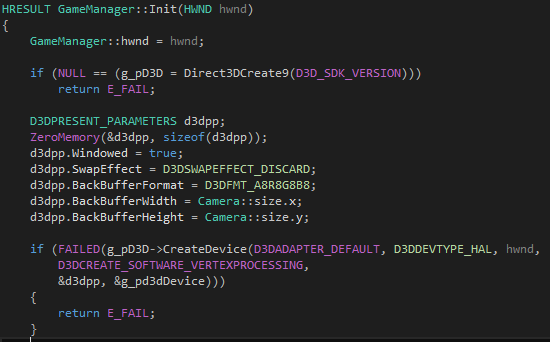 HRESULT GameManager::Init(HWND hwnd)
{
GameManager::hwnd = hwnd;
if (NULL == (g_pD3D = Direct3DCreate9(D3D_SDK_VERSION)))
return E_FAIL;
D3DPRESENT_PARAMETERS d3dpp;
ZeroMemory(&d3dpp, sizeof(d3dpp));
d3dpp.Windowed = true;
d3dpp.SwapEffect = D3DSWAPEFFECT_DISCARD;
d3dpp.BackBufferFormat = D3DFMT_A8R8G8B8;
d3dpp.BackBufferWidth = Camera::size.x;
d3dpp.BackBufferHeight = Camera::size.y;
if (FAILED(g_pD3D->CreateDevice(D3DADAPTER_DEFAULT, D3DDEVTYPE_HAL, hwnd,
D3DCREATE_SOFTWARE_VERTEXPROCESSING,
&d3dpp, &g_pd3dDevice)))
{
return E_FAIL;
}